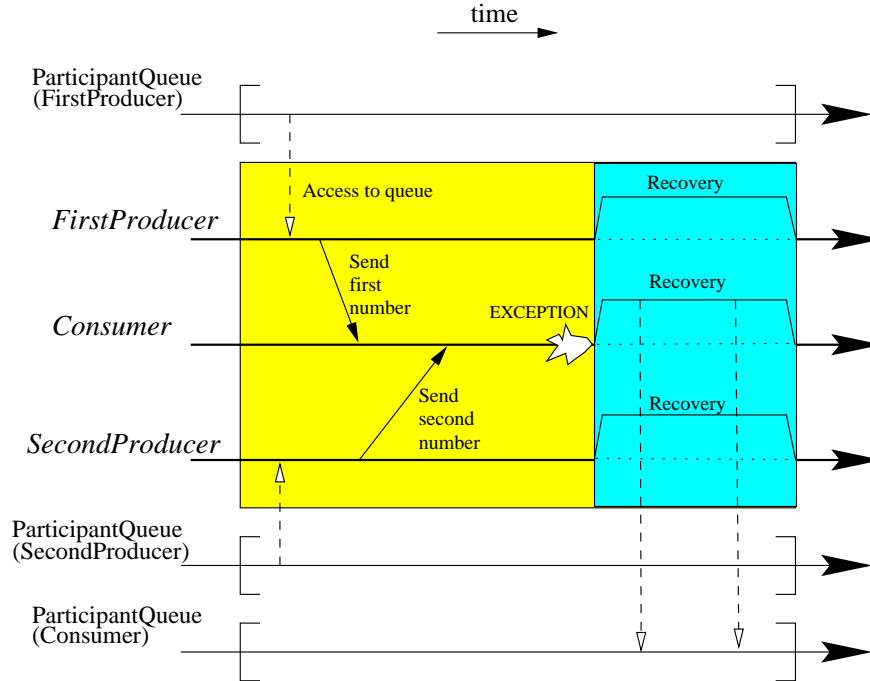 time
ParticipantQueue
(FirstProducer)
Access to queue
Recovery
FirstProducer
Send
first
number
Recovery
EXCEPTION
Consumer
Send
second
number
Recovery
SecondProducer
ParticipantQueue
(SecondProducer)
ParticipantQueue
(Consumer)